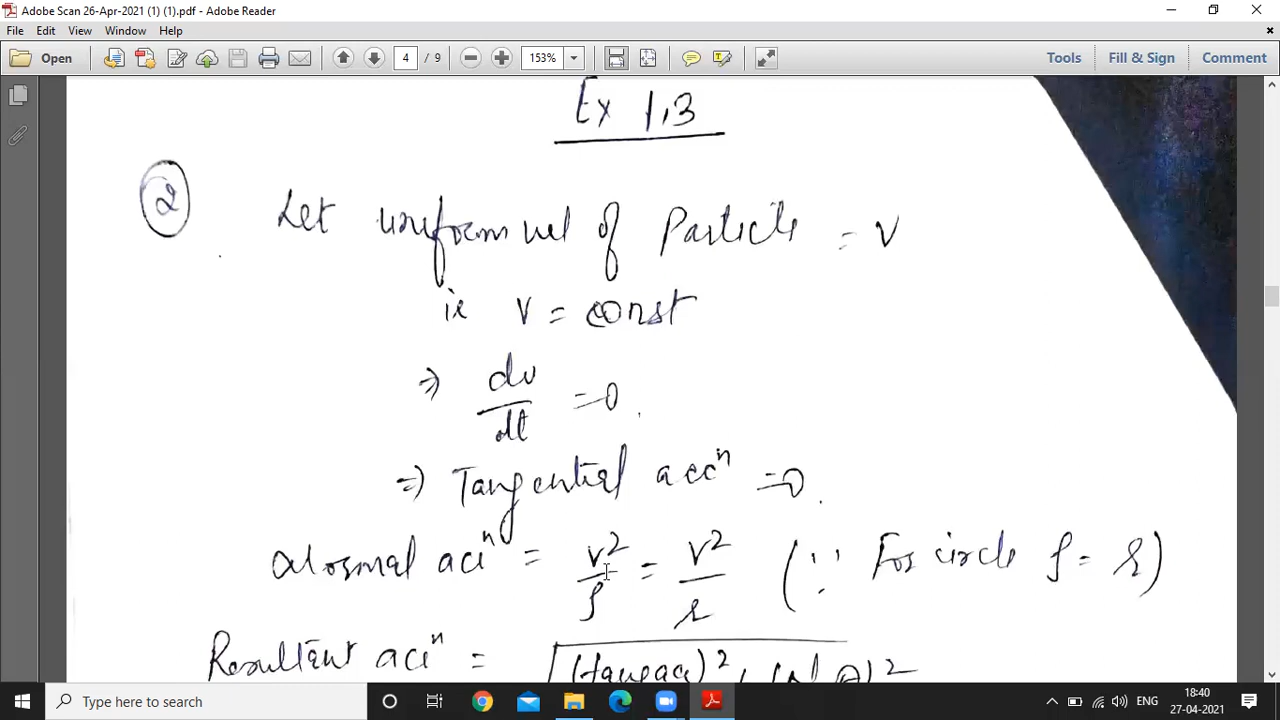 Adobe Scan 26-Apr-2021 (1) (1).pdf - Adobe Reader
File Edit View Window Help
Open 4 / 9 153% Tools Fill & Sign Comment
Ex 1.3
2 Let uniform vel of Particle = v
ie v = const
⇒ dv/dt = 0.
⇒ Tangential accⁿ = 0.
Normal accⁿ = v²/ρ = v²/r (∵ For circle ρ = r)
Resultant accⁿ = √(tang acc)² + (N
Type here to search ENG 18:40
27-04-2021